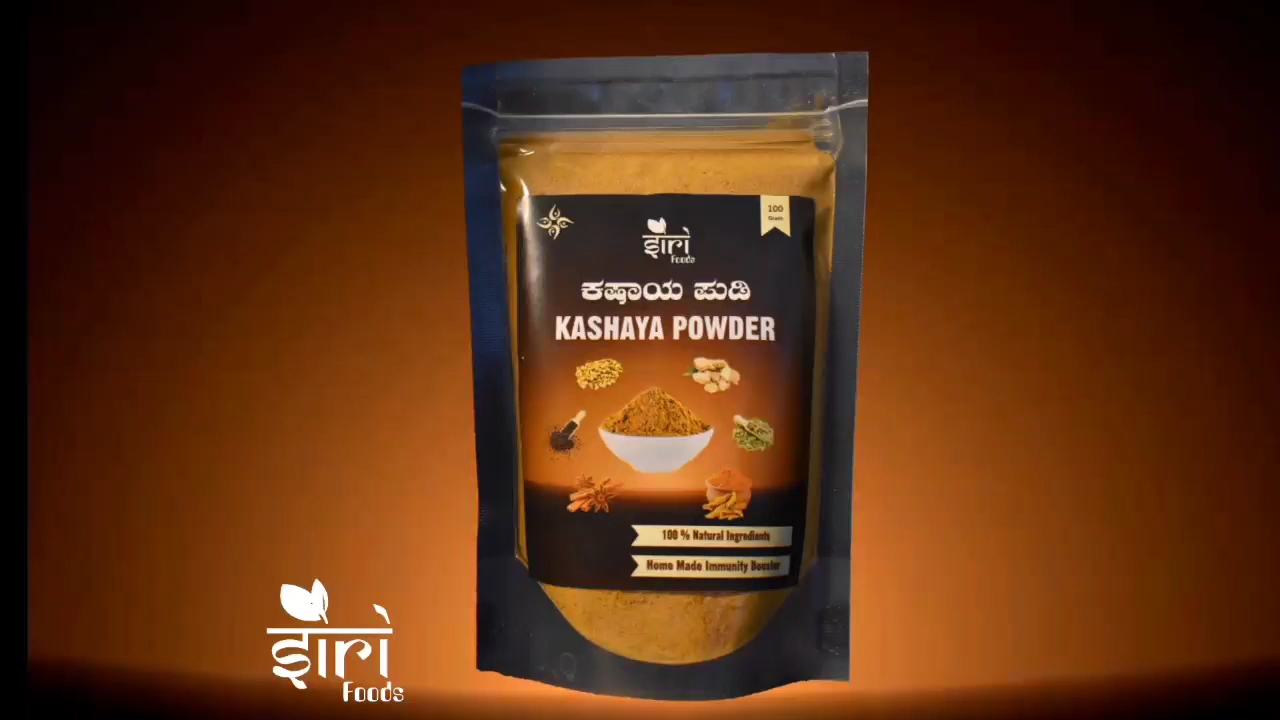 100
Gram
siri
Foods
ಕಷಾಯ ಪುಡಿ
KASHAYA POWDER
100 % Natural Ingredients
Home Made Immunity Booster
siri
Foods